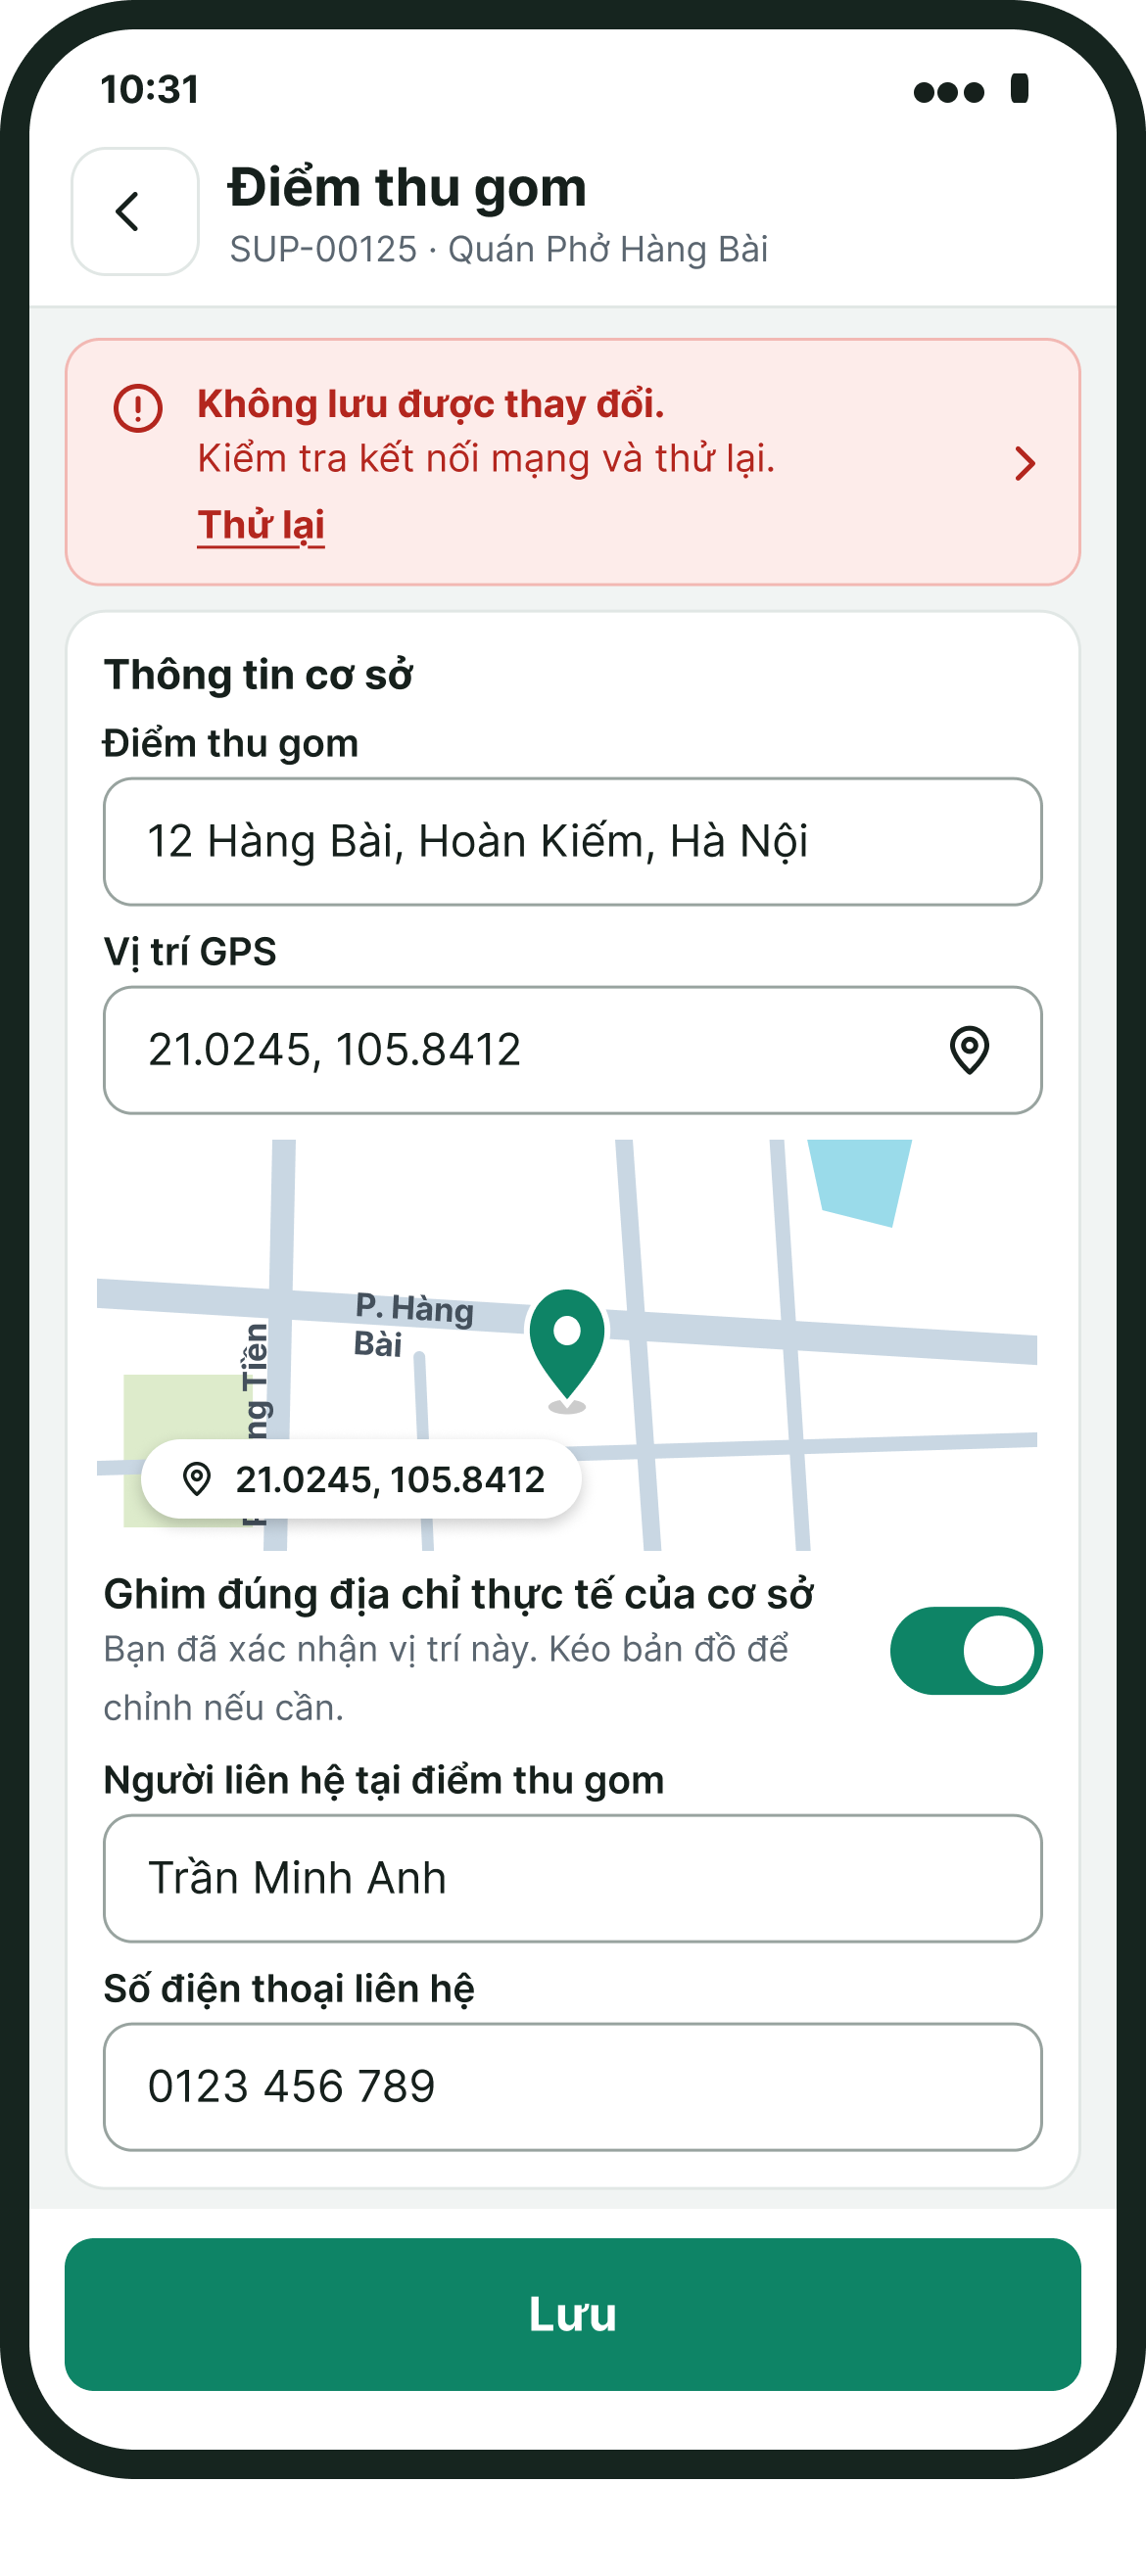 10:31
Điểm thu gom
SUP-00125 · Quán Phở Hàng Bài
Không lưu được thay đổi.
Kiểm tra kết nối mạng và thử lại.
Thử lại
Thông tin cơ sở
Điểm thu gom
12 Hàng Bài, Hoàn Kiếm, Hà Nội
Vị trí GPS
21.0245, 105.8412
P. Hàng
Bài
Tiền
21.0245, 105.8412
Ghim đúng địa chỉ thực tế của cơ sở
Bạn đã xác nhận vị trí này. Kéo bản đồ để
chỉnh nếu cần.
Người liên hệ tại điểm thu gom
Trần Minh Anh
Số điện thoại liên hệ
0123 456 789
Lưu